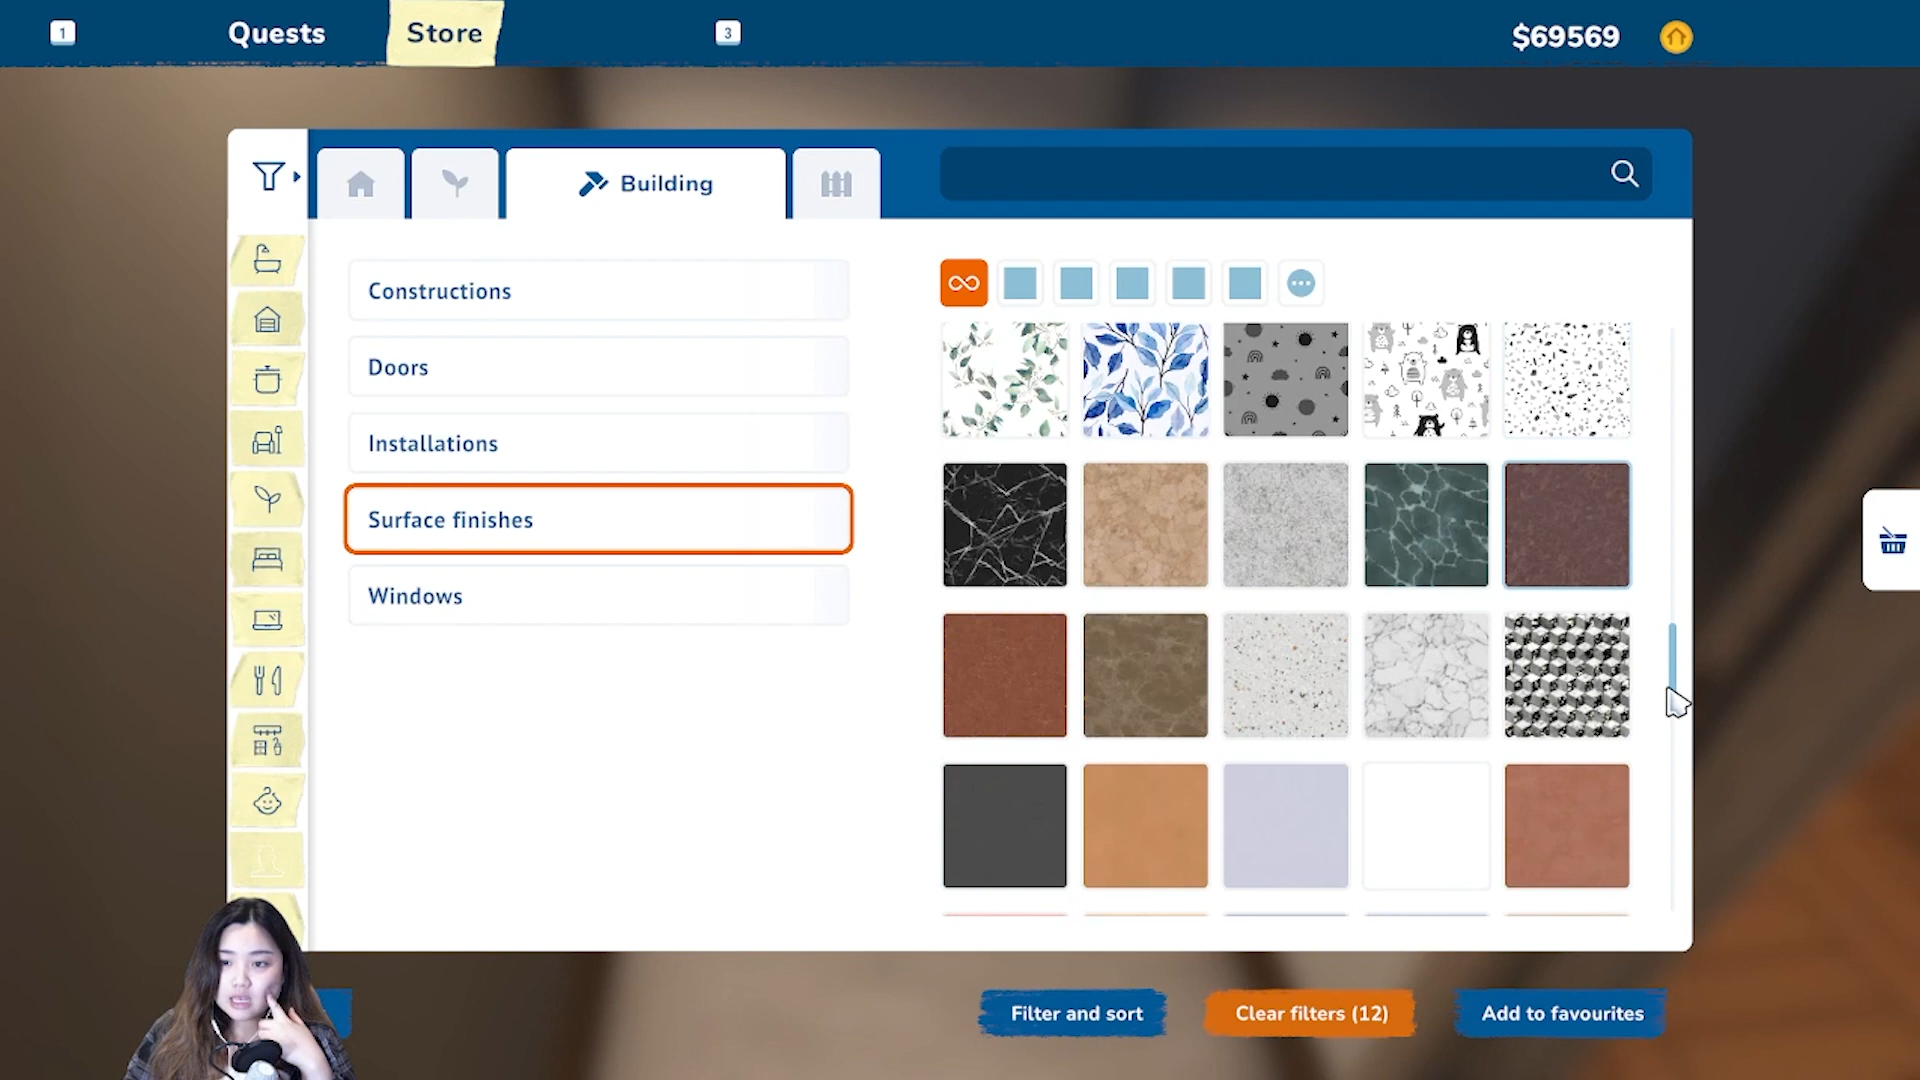 1
Quests
Store
3
$69569
Building
Constructions
Doors
Installations
Surface finishes
Windows
Filter and sort
Clear filters (12)
Add to favourites